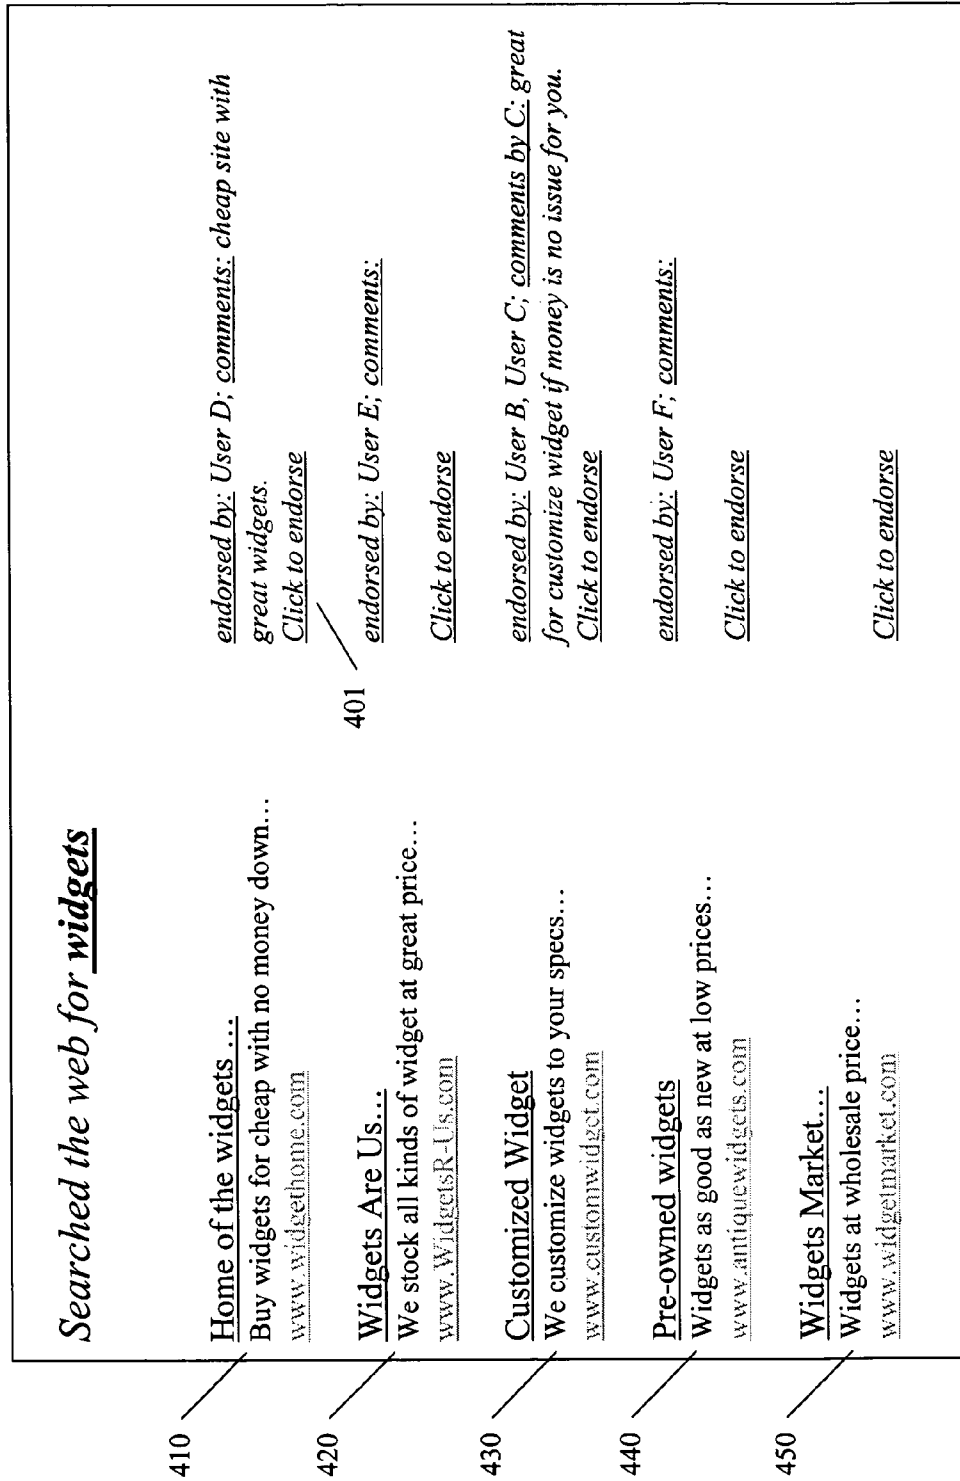 Searched the web for widgets
410
Home of the widgets ...
Buy widgets for cheap with no money down...
www.widgethome.com
endorsed by: User D; comments: cheap site with
great widgets.
Click to endorse
401
420
Widgets Are Us...
We stock all kinds of widget at great price...
www.WidgetsR-Us.com
endorsed by: User E; comments:
Click to endorse
430
Customized Widget
We customize widgets to your specs...
www.customwidget.com
endorsed by: User B, User C; comments by C: great
for customize widget if money is no issue for you.
Click to endorse
440
Pre-owned widgets
Widgets as good as new at low prices...
www.antiquewidgets.com
endorsed by: User F; comments:
Click to endorse
450
Widgets Market...
Widgets at wholesale price...
www.widgetmarket.com
Click to endorse